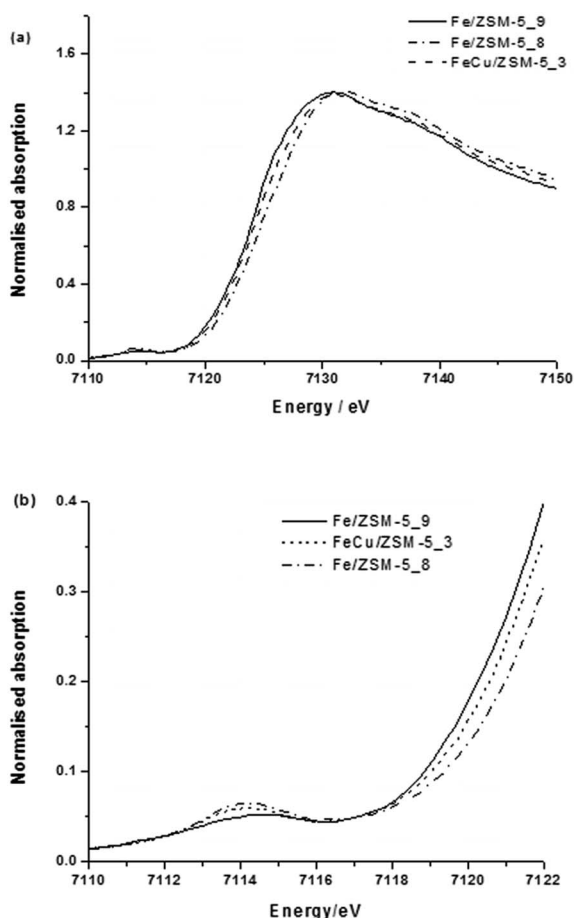 (a)
Fe/ZSM-5_9
Fe/ZSM-5_8
FeCu/ZSM-5_3
Normalised absorption
1.6
1.2
0.8
0.4
0.0
7110 7120 7130 7140 7150
Energy / eV
(b)
Fe/ZSM-5_9
FeCu/ZSM-5_3
Fe/ZSM-5_8
Normalised absorption
0.4
0.3
0.2
0.1
0.0
7110 7112 7114 7116 7118 7120 7122
Energy/eV